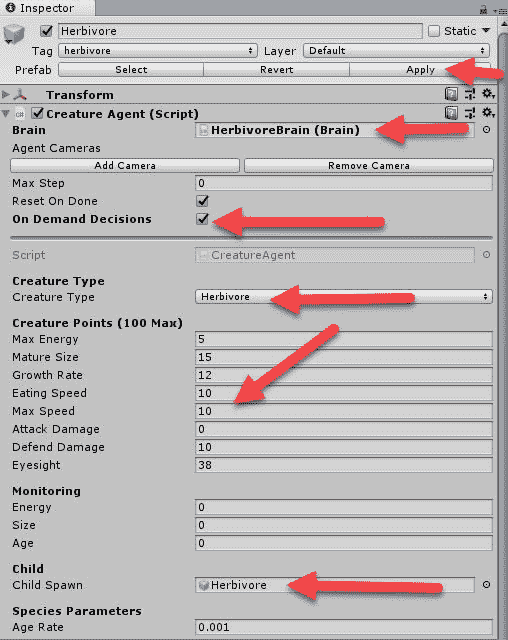 Inspector
Herbivore Static
Tag herbivore Layer Default
Prefab Select Revert Apply
Transform
Creature Agent (Script)
Brain HerbivoreBrain (Brain)
Agent Cameras
Add Camera Remove Camera
Max Step 0
Reset On Done
On Demand Decisions
Script CreatureAgent
Creature Type
Creature Type Herbivore
Creature Points (100 Max)
Max Energy 5
Mature Size 15
Growth Rate 12
Eating Speed 10
Max Speed 10
Attack Damage 0
Defend Damage 10
Eyesight 38
Monitoring
Energy 0
Size 0
Age 0
Child
Child Spawn Herbivore
Species Parameters
Age Rate 0.001